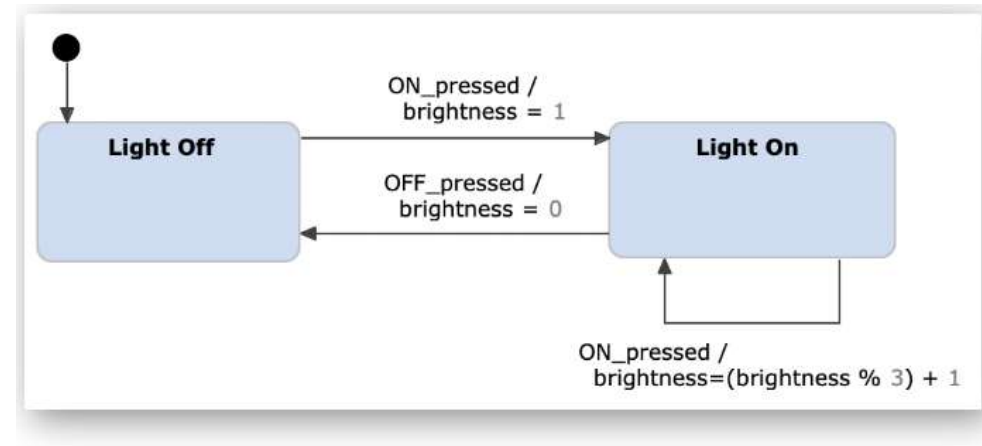 ON_pressed /
brightness = 1
Light Off
Light On
OFF_pressed /
brightness = 0
ON_pressed /
brightness=(brightness % 3) + 1